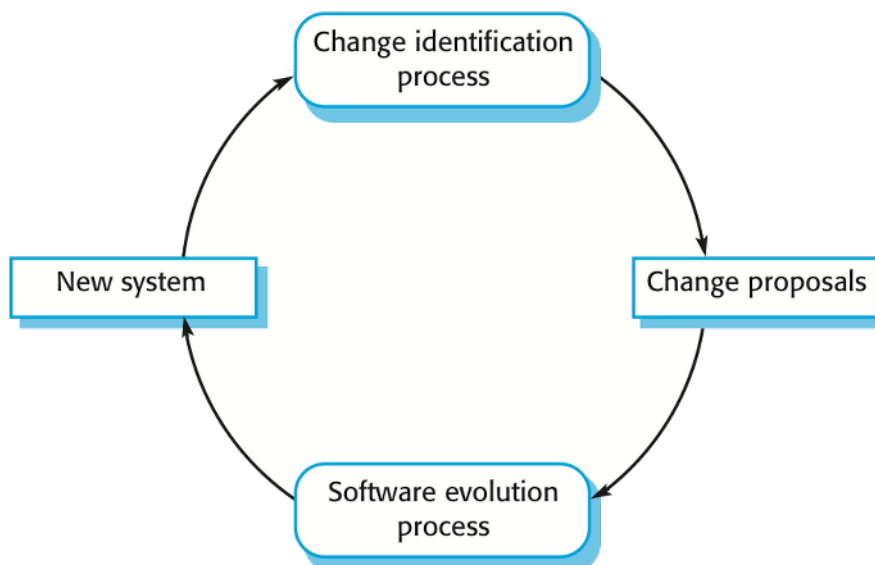 Change identification
process
New system
Change proposals
Software evolution
process